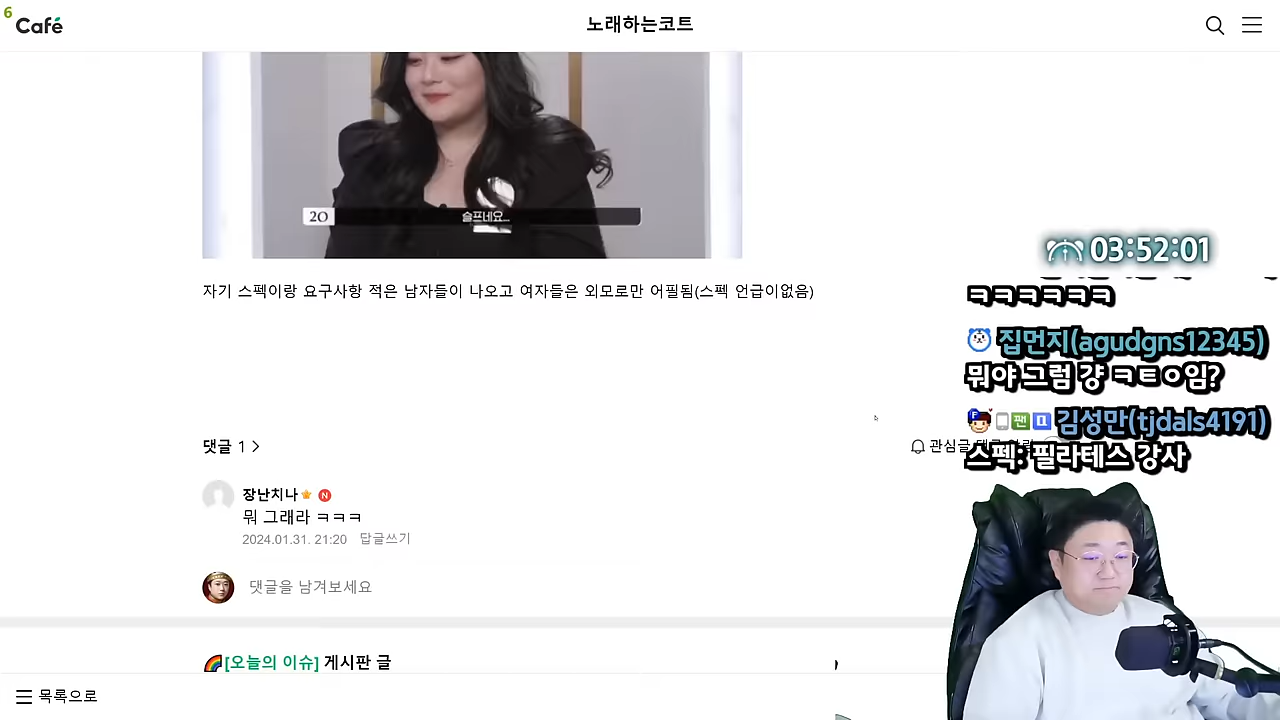 6
Café
노래하는코트
2O
슬프네요...
자기 스펙이랑 요구사항 적은 남자들이 나오고 여자들은 외모로만 어필됨(스펙 언급이없음)
03:52:01
ㅋㅋㅋㅋㅋㅋ
집먼지(agudgns12345)
뭐야 그럼 걍 ㅋㅌㅇ임?
김성만(tjdals4191)
스펙: 필라테스 강사
댓글 1
관심글
장난치나 N
뭐 그래라 ㅋㅋㅋ
2024.01.31. 21:20 답글쓰기
댓글을 남겨보세요
[오늘의 이슈] 게시판 글
목록으로